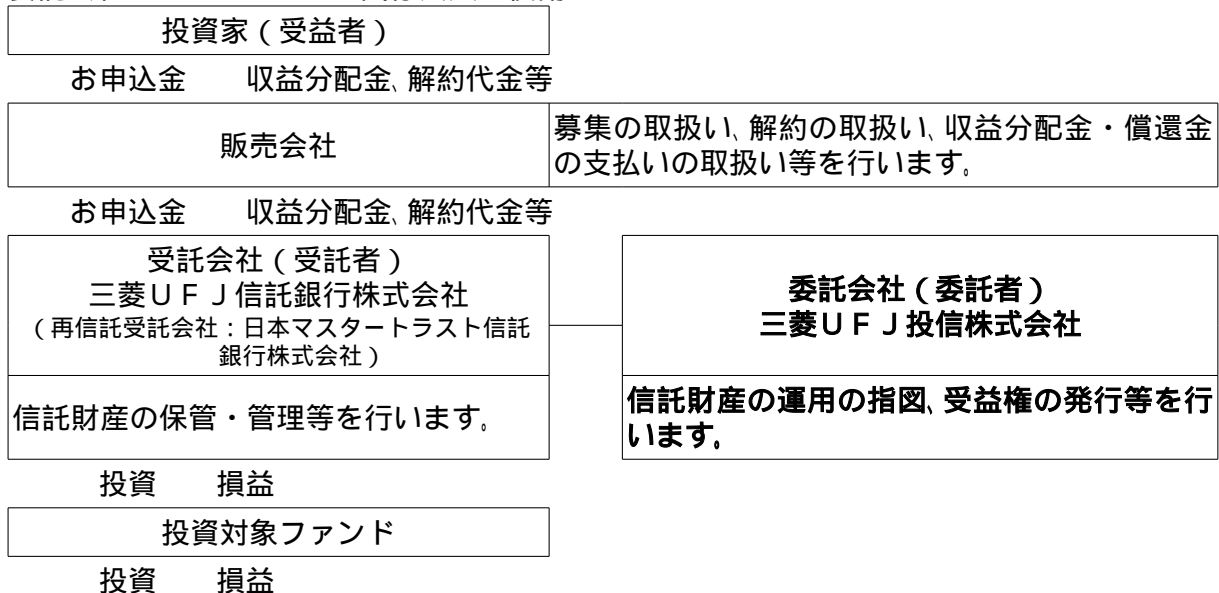 投資家(受益者)
お申込金 収益分配金、解約代金等
販売会社
募集の取扱い、解約の取扱い、収益分配金・償還金
の支払いの取扱い等を行います。
お申込金 収益分配金、解約代金等
受託会社(受託者)
三菱UFJ信託銀行株式会社
(再信託受託会社:日本マスタートラスト信託
銀行株式会社)
委託会社(委託者)
三菱UFJ投信株式会社
信託財産の保管・管理等を行います。
信託財産の運用の指図、受益権の発行等を行
います。
投資 損益
投資対象ファンド
投資 損益